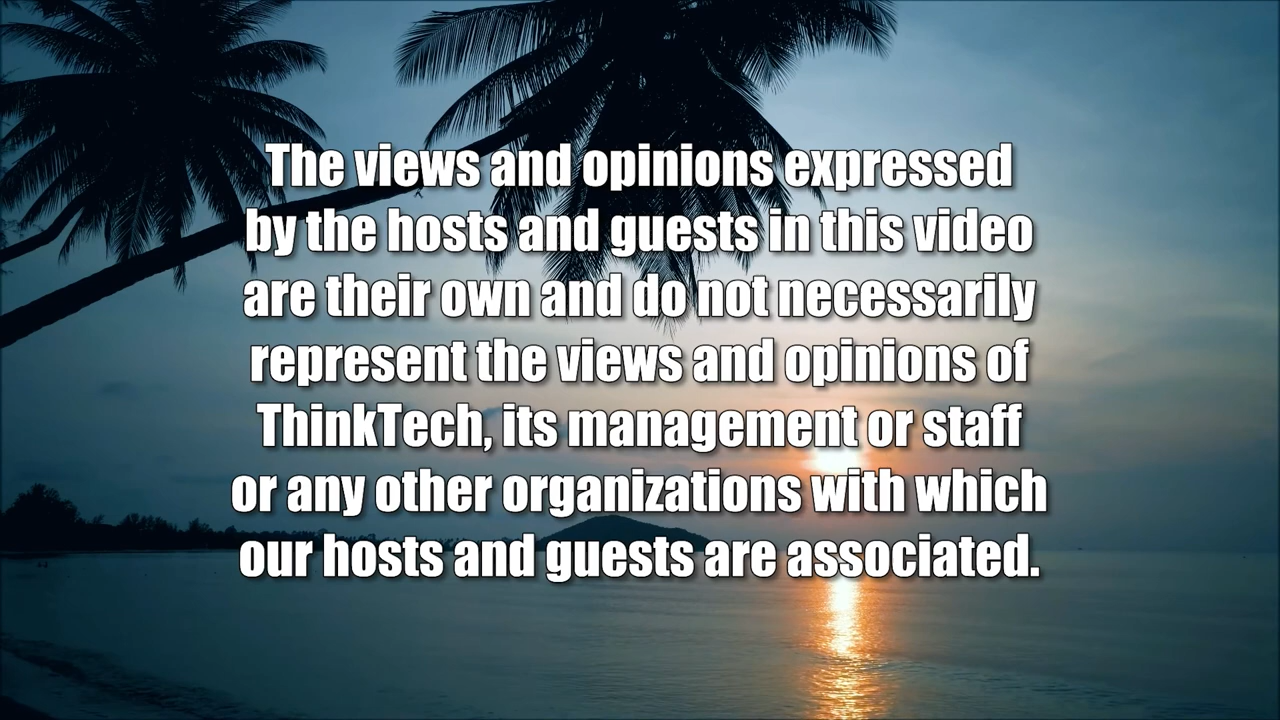 The views and opinions expressed
by the hosts and guests in this video
are their own and do not necessarily
represent the views and opinions of
ThinkTech, its management or staff
or any other organizations with which
our hosts and guests are associated.